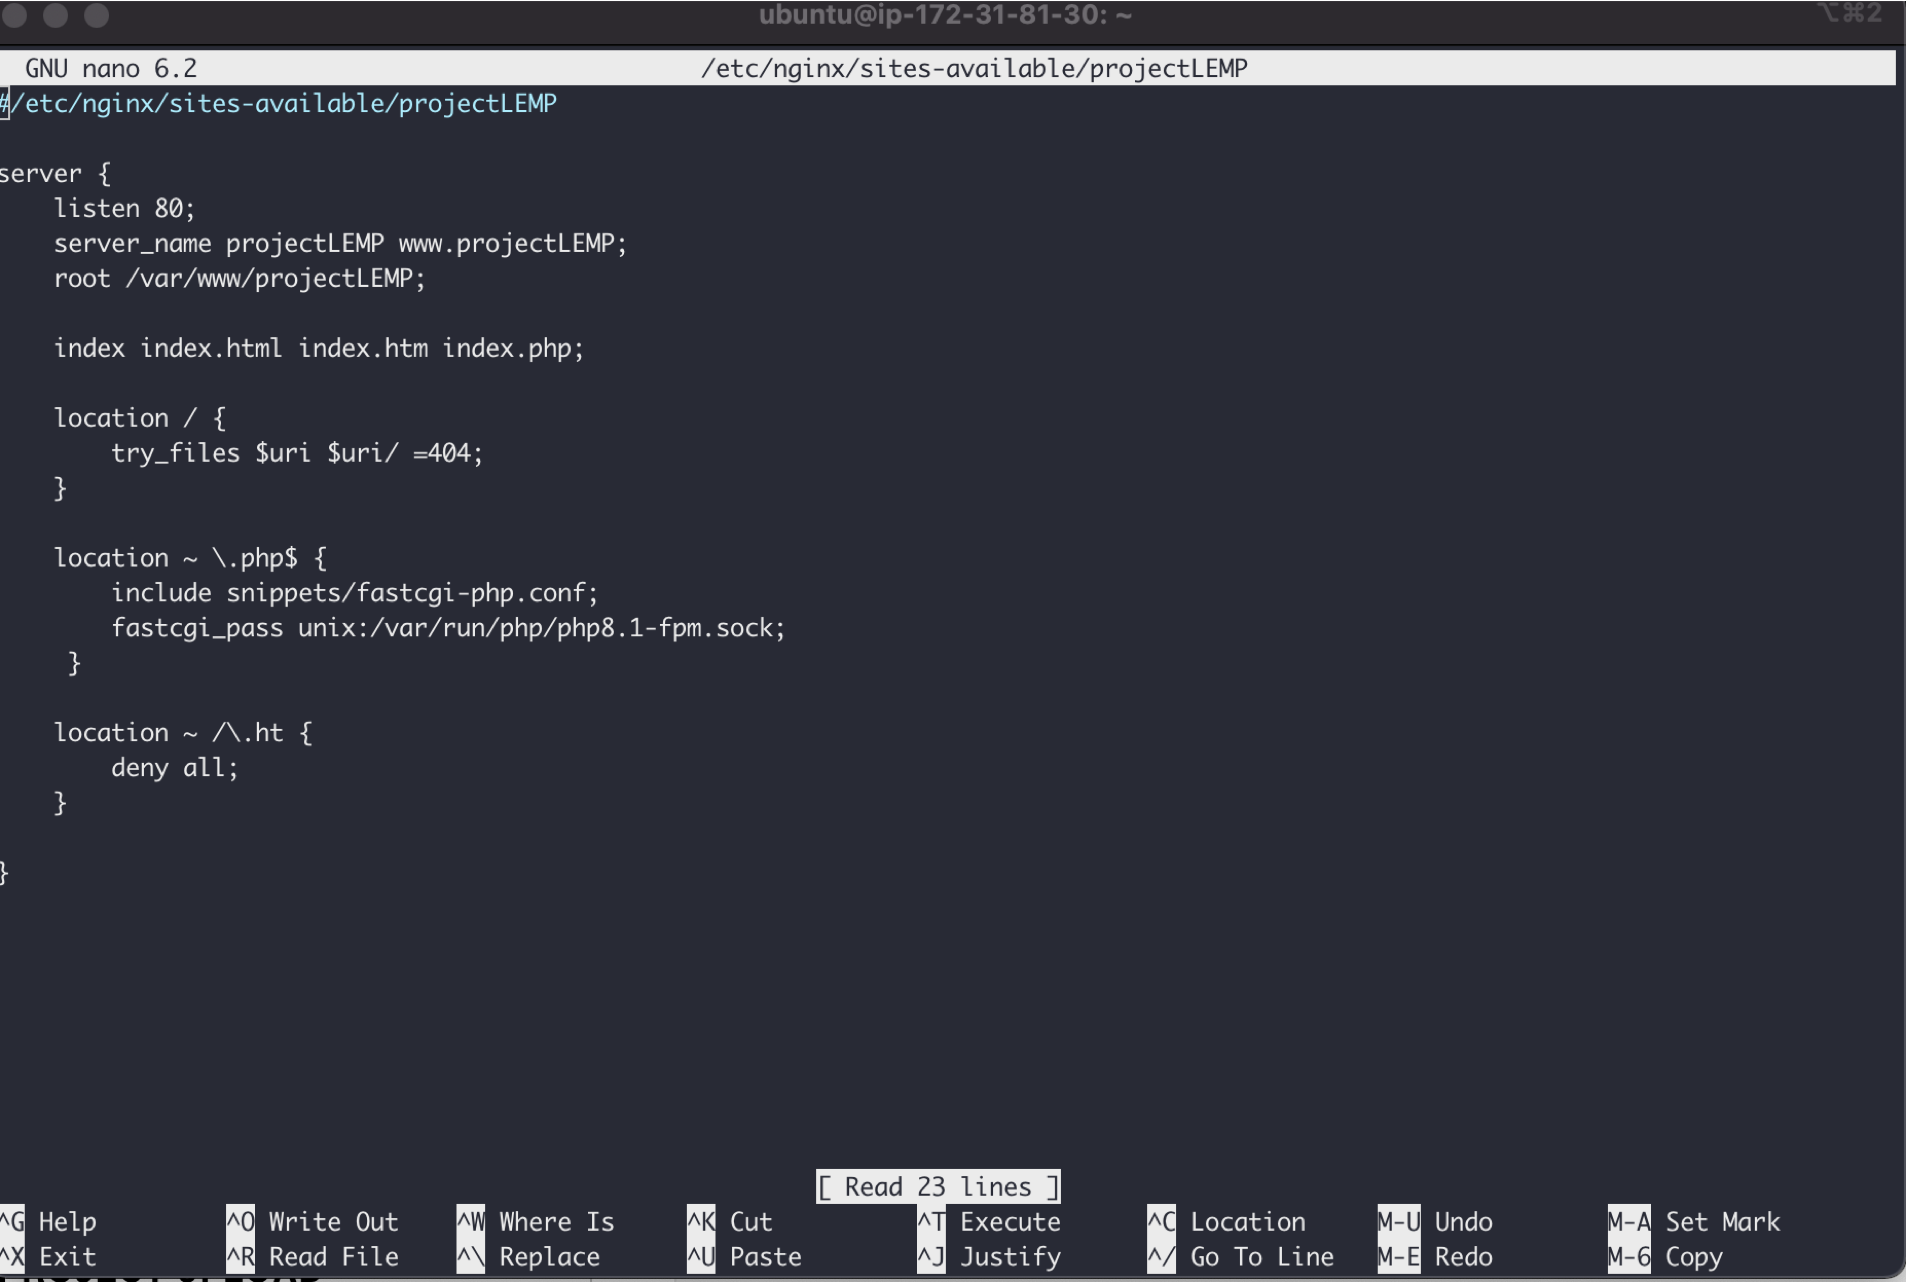 ubuntu@ip-172-31-81-30: ~ ⌥⌘2
GNU nano 6.2 /etc/nginx/sites-available/projectLEMP
#/etc/nginx/sites-available/projectLEMP
server {
listen 80;
server_name projectLEMP www.projectLEMP;
root /var/www/projectLEMP;
index index.html index.htm index.php;
location / {
try_files $uri $uri/ =404;
}
location ~ \.php$ {
include snippets/fastcgi-php.conf;
fastcgi_pass unix:/var/run/php/php8.1-fpm.sock;
}
location ~ /\.ht {
deny all;
}
}
[ Read 23 lines ]
^G Help ^O Write Out ^W Where Is ^K Cut ^T Execute ^C Location M-U Undo M-A Set Mark
^X Exit ^R Read File ^\ Replace ^U Paste ^J Justify ^/ Go To Line M-E Redo M-6 Copy